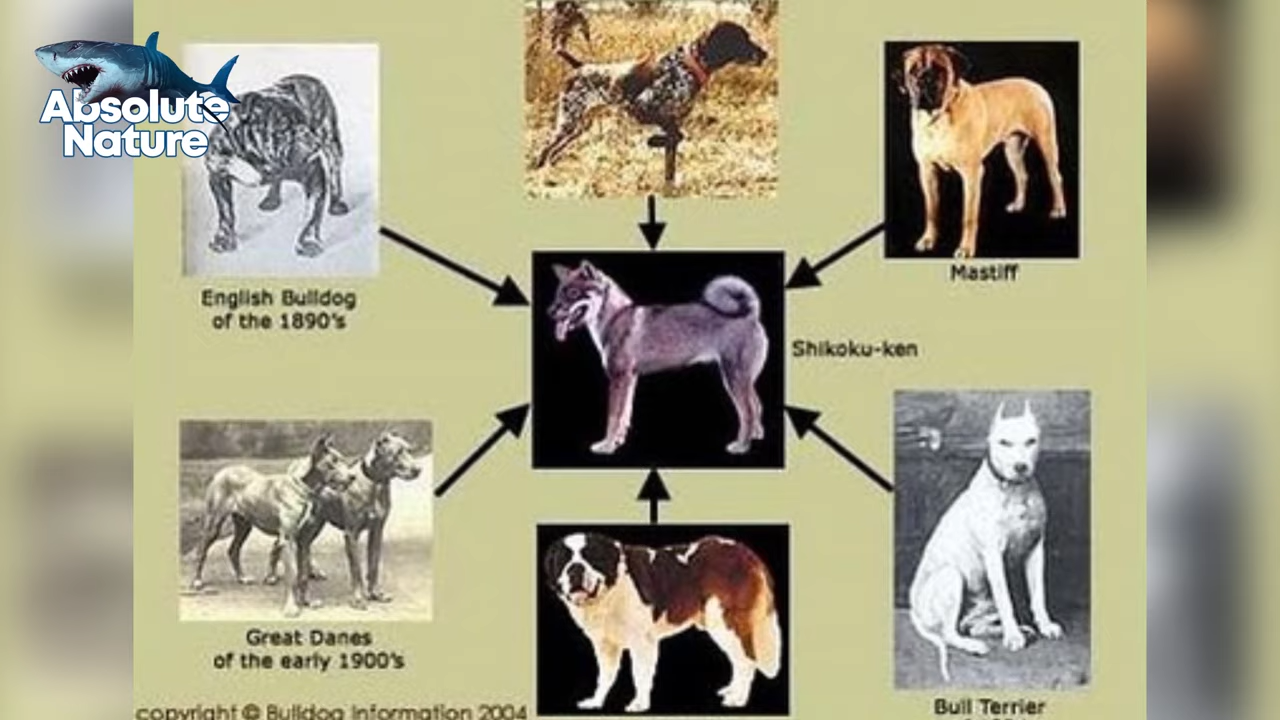 Absolute
Nature
English Bulldog
of the 1890's
Mastiff
Shikoku-ken
Great Danes
of the early 1900's
Bull Terrier
copyright © Bulldog Information 2004